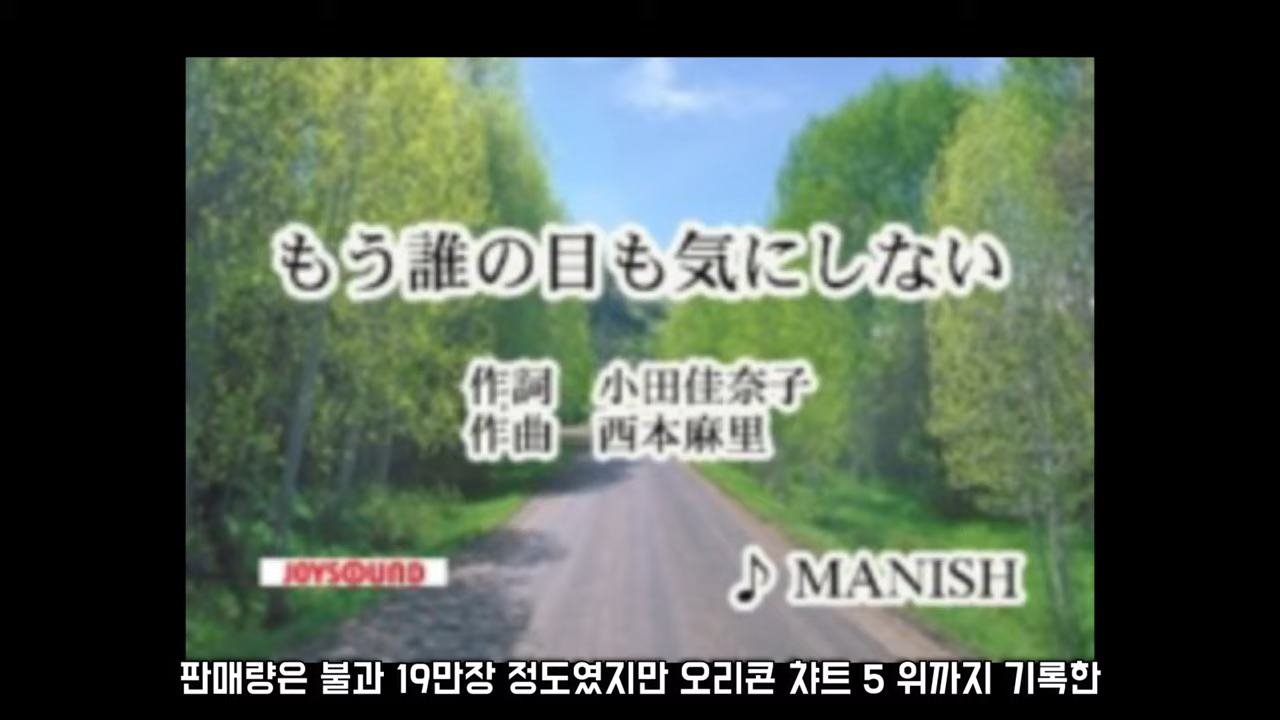 もう誰の目も気にしない
作詞　小田佳奈子
作曲　西本麻里
JOYSOUND
♪ MANISH
판매량은 불과 19만장 정도였지만 오리콘 챠트 5 위까지 기록한